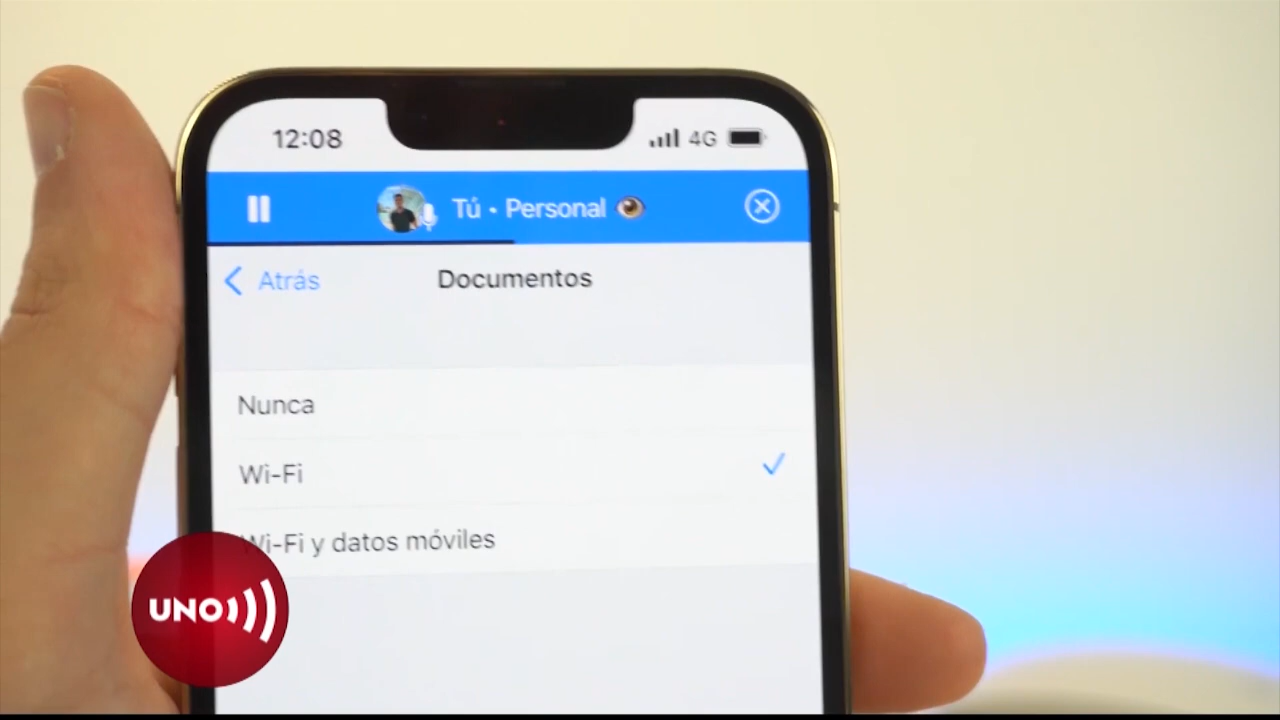 12:08
4G
Tú • Personal 👁️
Atrás
Documentos
Nunca
Wi-Fi
Wi-Fi y datos móviles
UNO